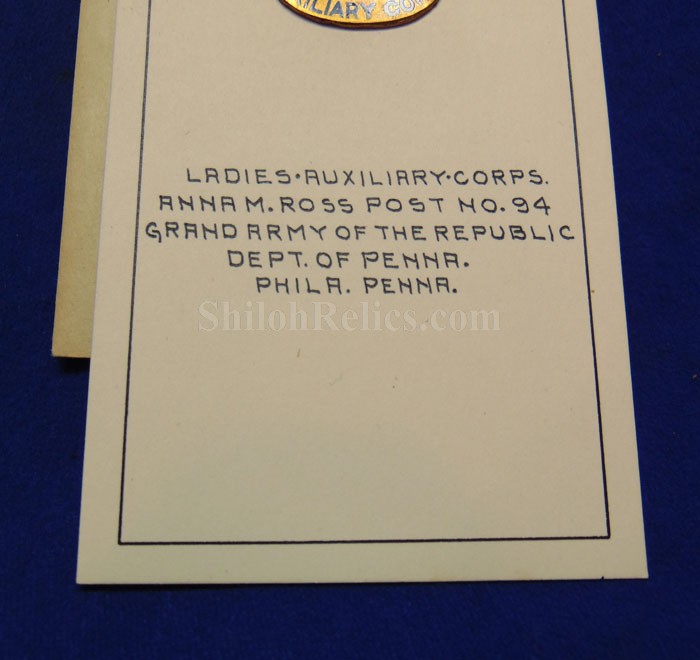 LADIES·AUXILIARY·CORPS.
ANNA M. ROSS POST NO. 94
GRAND ARMY OF THE REPUBLIC
DEPT. OF PENNA.
PHILA. PENNA.
ShilohRelics.com